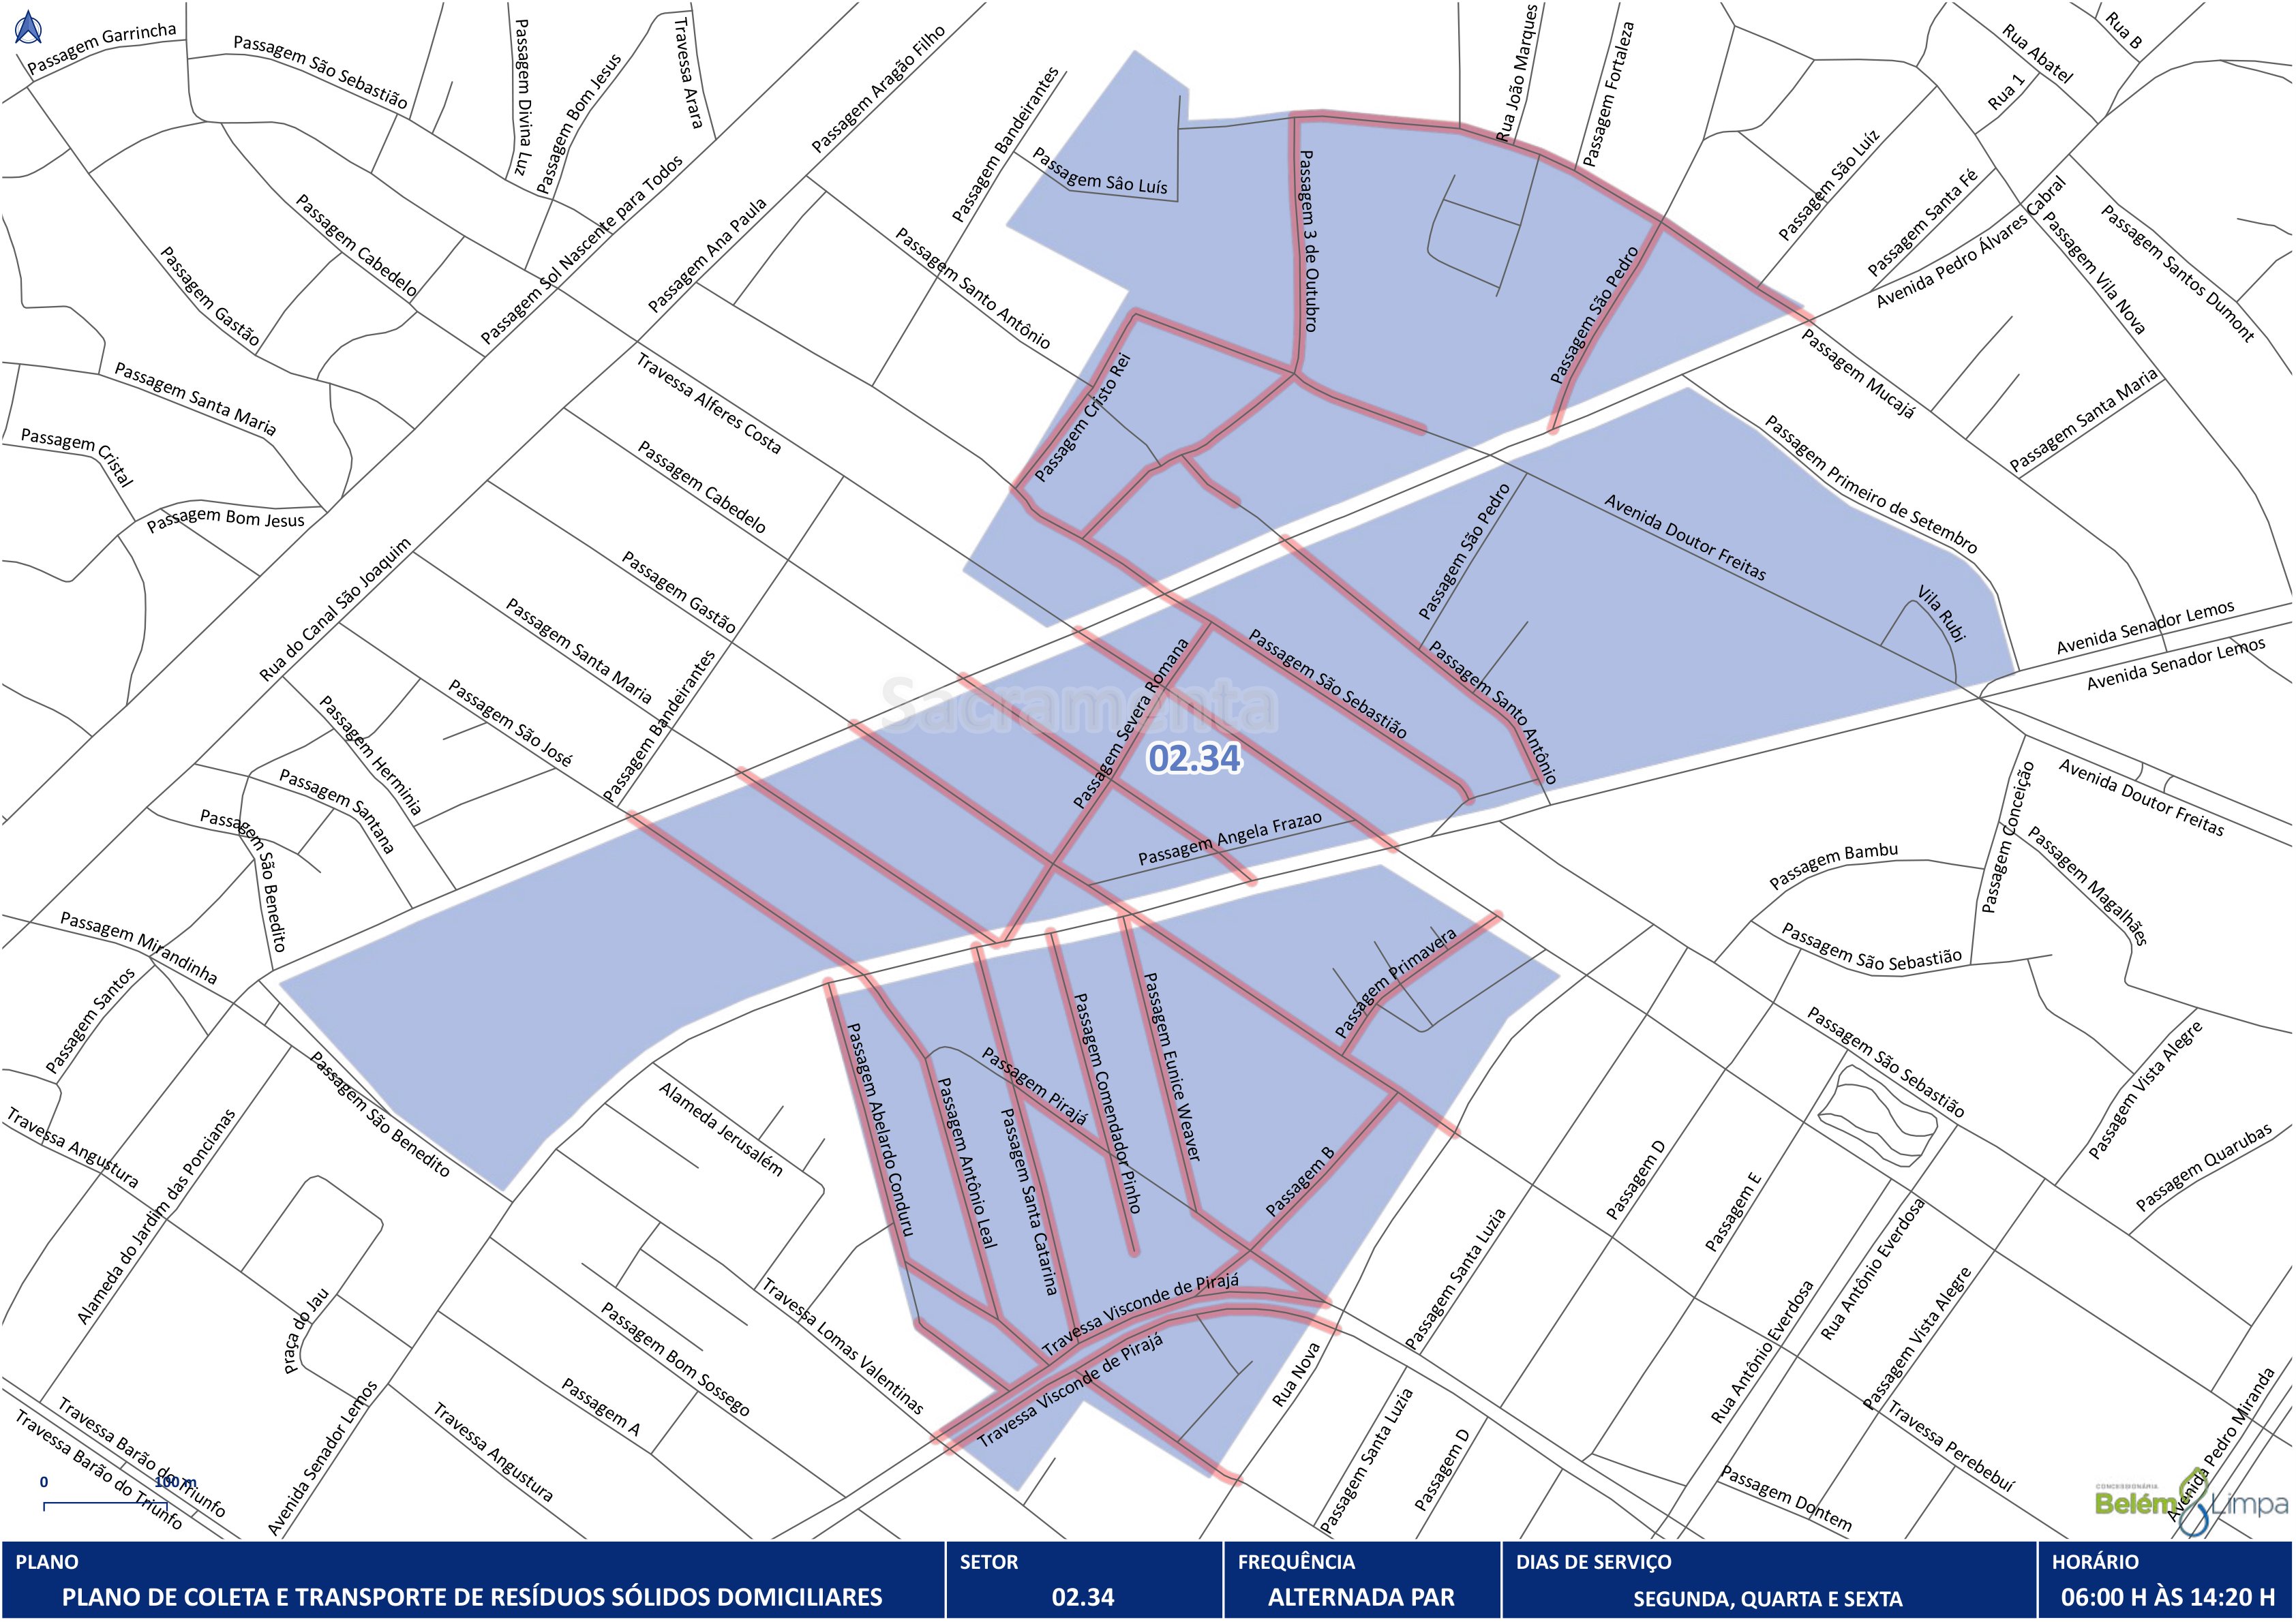 Passagem Garrincha
Passagem São Sebastião
Passagem Divina Luz
Passagem Bom Jesus
Travessa Arara
Passagem Aragão Filho
Passagem Bandeirantes
Rua João Marques
Passagem Fortaleza
Rua Abatel
Rua B
Rua 1
Passagem São Luíz
Passagem Santa Fé
Avenida Pedro Álvares Cabral
Passagem Vila Nova
Passagem Santos Dumont
Passagem Sâo Luís
Passagem 3 de Outubro
Passagem São Pedro
Passagem Cabedelo
Passagem Gastão
Passagem Sol Nascente para Todos
Passagem Ana Paula
Passagem Santo Antônio
Passagem Cristo Rei
Passagem Mucajá
Passagem Santa Maria
Passagem Santa Maria
Passagem Cristal
Passagem Bom Jesus
Travessa Alferes Costa
Passagem Cabedelo
Passagem Gastão
Passagem Santa Maria
Passagem Primeiro de Setembro
Avenida Doutor Freitas
Passagem São Pedro
Vila Rubi
Avenida Senador Lemos
Avenida Senador Lemos
Rua do Canal São Joaquim
Passagem Bandeirantes
Passagem São José
Passagem Herminia
Passagem Santana
Passagem São Benedito
Passagem São Benedito
Passagem Severa Romana
Passagem São Sebastião
Passagem Santo Antônio
Sacramenta
02.34
Passagem Angela Frazao
Avenida Doutor Freitas
Passagem Conceição
Passagem Magalhães
Passagem Bambu
Passagem São Sebastião
Passagem Mirandinha
Passagem Santos
Passagem São Benedito
Travessa Angustura
Alameda do Jardim das Poncianas
Praça do Jau
Alameda Jerusalém
Passagem Abelardo Conduru
Passagem Antônio Leal
Passagem Santa Catarina
Passagem Pirajá
Passagem Comendador Pinho
Passagem Eunice Weaver
Passagem Primavera
Passagem B
Passagem São Sebastião
Passagem Vista Alegre
Passagem Quarubas
Passagem D
Passagem E
Passagem Santa Luzia
Rua Antônio Everdosa
Rua Antônio Everdosa
Passagem Vista Alegre
Travessa Visconde de Pirajá
Travessa Visconde de Pirajá
Travessa Lomas Valentinas
Passagem Bom Sossego
Passagem A
Travessa Angustura
Avenida Senador Lemos
Travessa Barão do Triunfo
Travessa Barão do Triunfo
Rua Nova
Passagem Santa Luzia
Passagem D
Passagem Dontem
Travessa Perebebuí
Avenida Pedro Miranda
0 100 m
CONCESSIONÁRIA
Belém Limpa
PLANO
PLANO DE COLETA E TRANSPORTE DE RESÍDUOS SÓLIDOS DOMICILIARES
SETOR
02.34
FREQUÊNCIA
ALTERNADA PAR
DIAS DE SERVIÇO
SEGUNDA, QUARTA E SEXTA
HORÁRIO
06:00 H ÀS 14:20 H